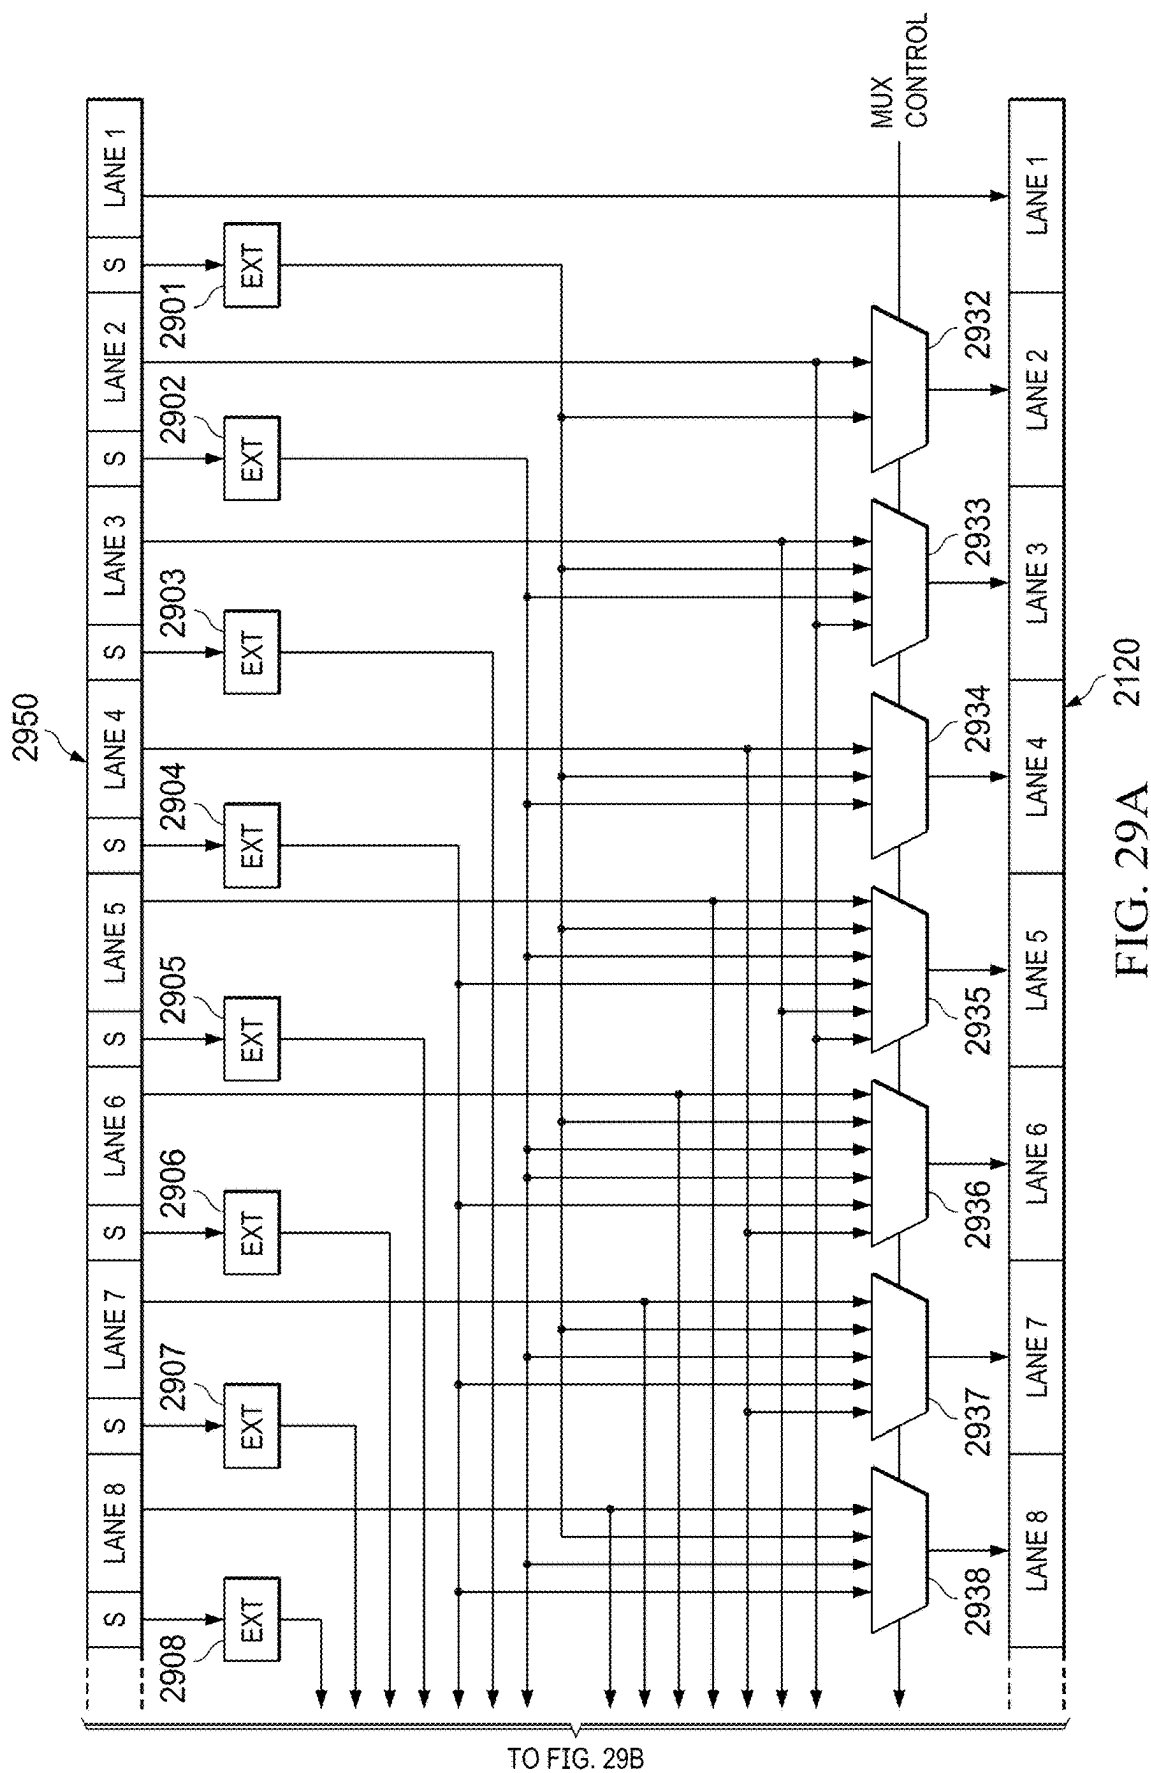 TO FIG. 29B
2950
S LANE 8 S LANE 7 S LANE 6 S LANE 5 S LANE 4 S LANE 3 S LANE 2 S LANE 1
2908 2907 2906 2905 2904 2903 2902 2901
EXT EXT EXT EXT EXT EXT EXT EXT
MUX
CONTROL
2938 2937 2936 2935 2934 2933 2932
LANE 8 LANE 7 LANE 6 LANE 5 LANE 4 LANE 3 LANE 2 LANE 1
2120
FIG. 29A